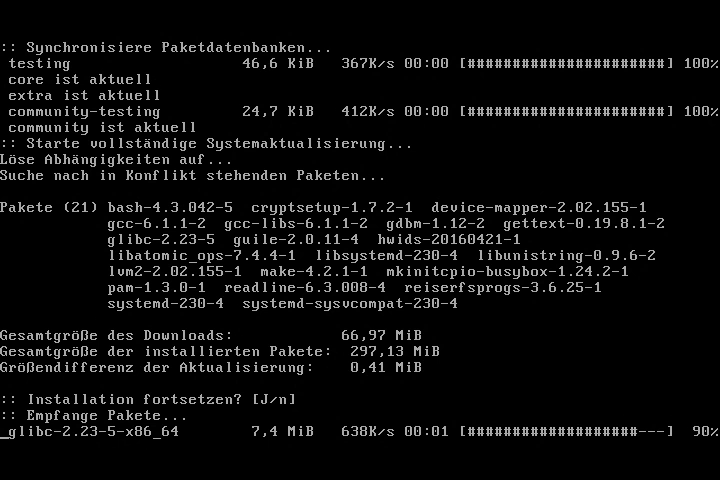 :: Synchronisiere Paketdatenbanken...
testing 46,6 KiB 367K/s 00:00 [######################] 100%
core ist aktuell
extra ist aktuell
community-testing 24,7 KiB 412K/s 00:00 [######################] 100%
community ist aktuell
:: Starte vollständige Systemaktualisierung...
Löse Abhängigkeiten auf...
Suche nach in Konflikt stehenden Paketen...
Pakete (21) bash-4.3.042-5 cryptsetup-1.7.2-1 device-mapper-2.02.155-1
gcc-6.1.1-2 gcc-libs-6.1.1-2 gdbm-1.12-2 gettext-0.19.8.1-2
glibc-2.23-5 guile-2.0.11-4 hwids-20160421-1
libatomic_ops-7.4.4-1 libsystemd-230-4 libunistring-0.9.6-2
lvm2-2.02.155-1 make-4.2.1-1 mkinitcpio-busybox-1.24.2-1
pam-1.3.0-1 readline-6.3.008-4 reiserfsprogs-3.6.25-1
systemd-230-4 systemd-sysvcompat-230-4
Gesamtgröße des Downloads: 66,97 MiB
Gesamtgröße der installierten Pakete: 297,13 MiB
Größendifferenz der Aktualisierung: 0,41 MiB
:: Installation fortsetzen? [J/n]
:: Empfange Pakete...
glibc-2.23-5-x86_64 7,4 MiB 638K/s 00:01 [###################---] 90%